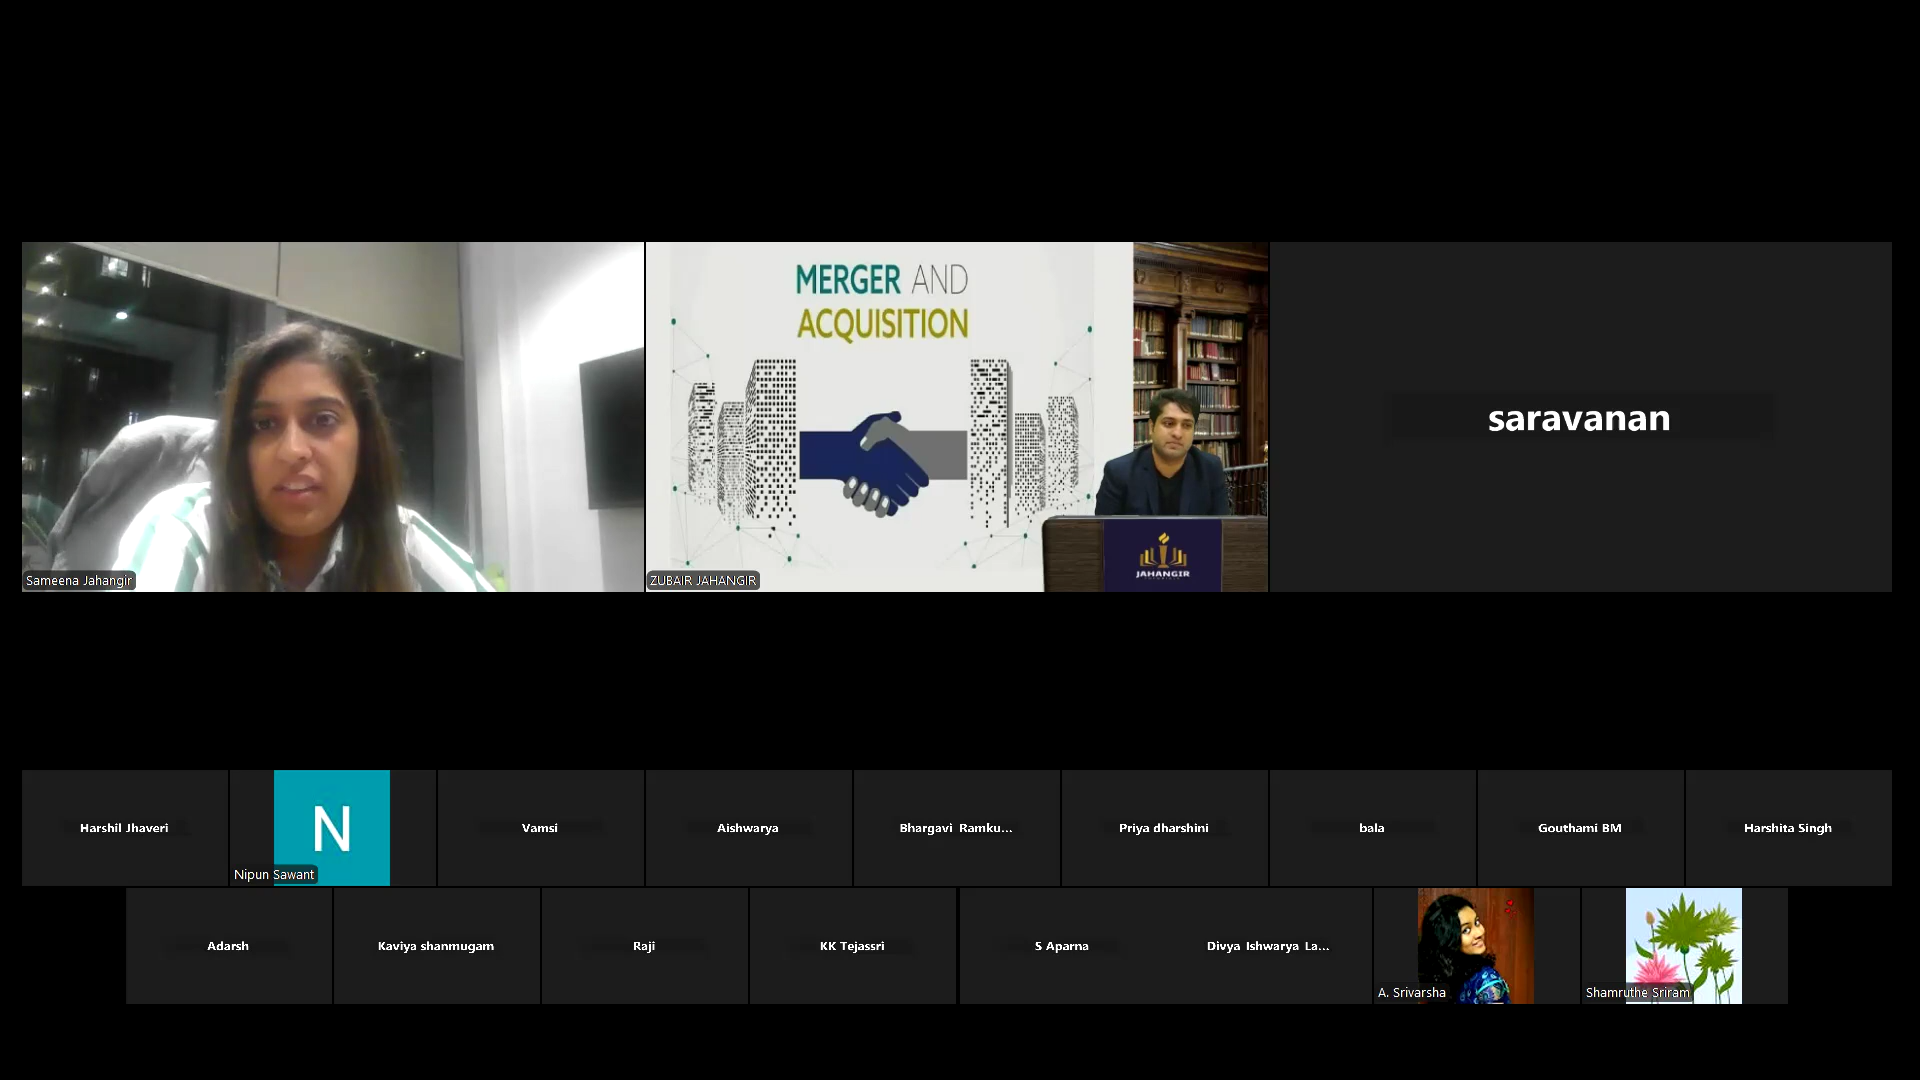 MERGER AND
ACQUISITION
JAHANGIR
Sameena Jahangir
ZUBAIR JAHANGIR
saravanan
Harshil Jhaveri
N
Nipun Sawant
Vamsi
Aishwarya
Bhargavi Ramku...
Priya dharshini
bala
Gouthami BM
Harshita Singh
Adarsh
Kaviya shanmugam
Raji
KK Tejassri
S Aparna
Divya Ishwarya La...
A. Srivarsha
Shamruthe Sriram